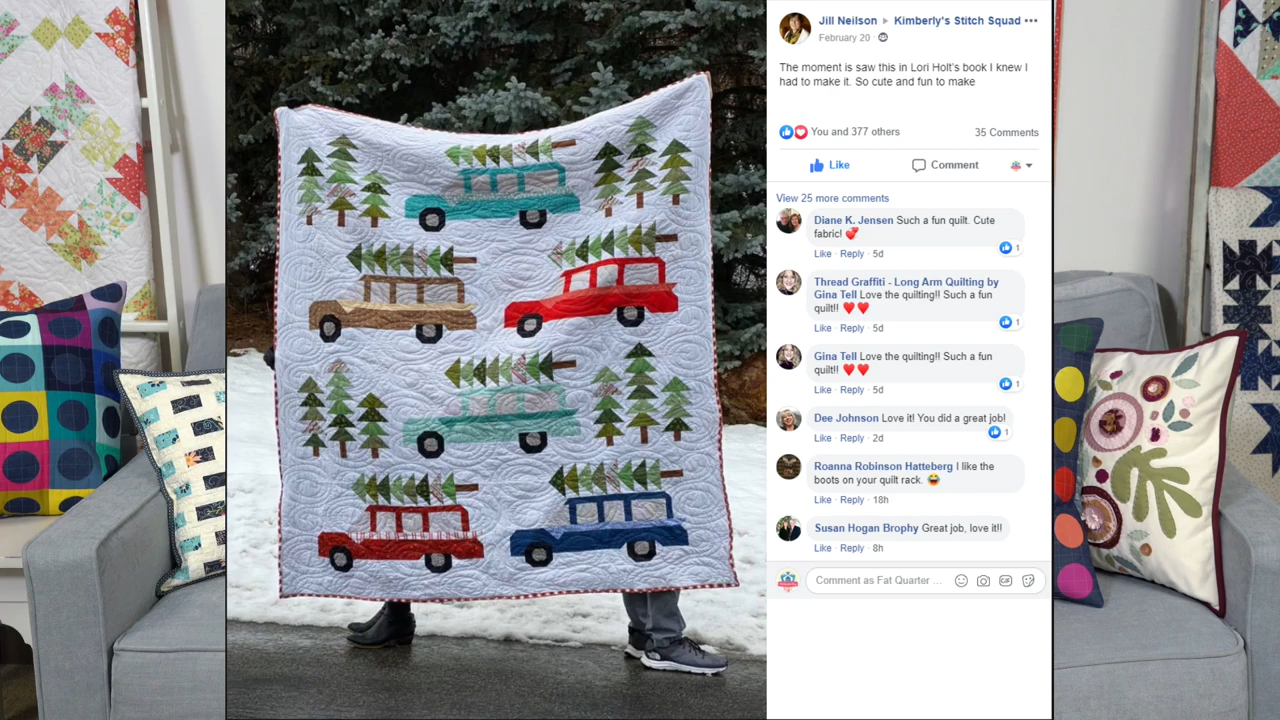 Jill Neilson ▸ Kimberly's Stitch Squad •••
February 20 ·
The moment is saw this in Lori Holt's book I knew I
had to make it. So cute and fun to make
You and 377 others 35 Comments
Like Comment
View 25 more comments
Diane K. Jensen Such a fun quilt. Cute
fabric! 💕
1
Like · Reply · 5d
Thread Graffiti - Long Arm Quilting by
Gina Tell Love the quilting!! Such a fun
quilt!! ❤️❤️
1
Like · Reply · 5d
Gina Tell Love the quilting!! Such a fun
quilt!! ❤️❤️
1
Like · Reply · 5d
Dee Johnson Love it! You did a great job!
1
Like · Reply · 2d
Roanna Robinson Hatteberg I like the
boots on your quilt rack. 😂
Like · Reply · 18h
Susan Hogan Brophy Great job, love it!!
Like · Reply · 8h
Comment as Fat Quarter ...
GIF